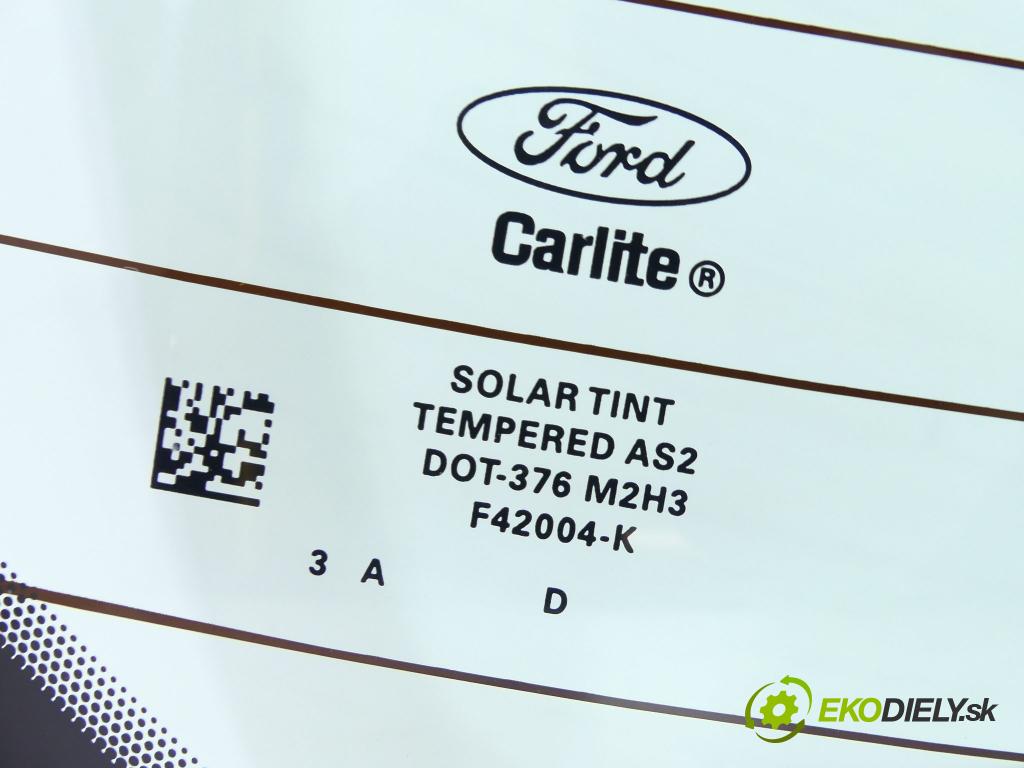 Ford
Carlite®
SOLAR TINT
TEMPERED AS2
DOT-376 M2H3
F42004-K
3 A D
EKODIELY.sk